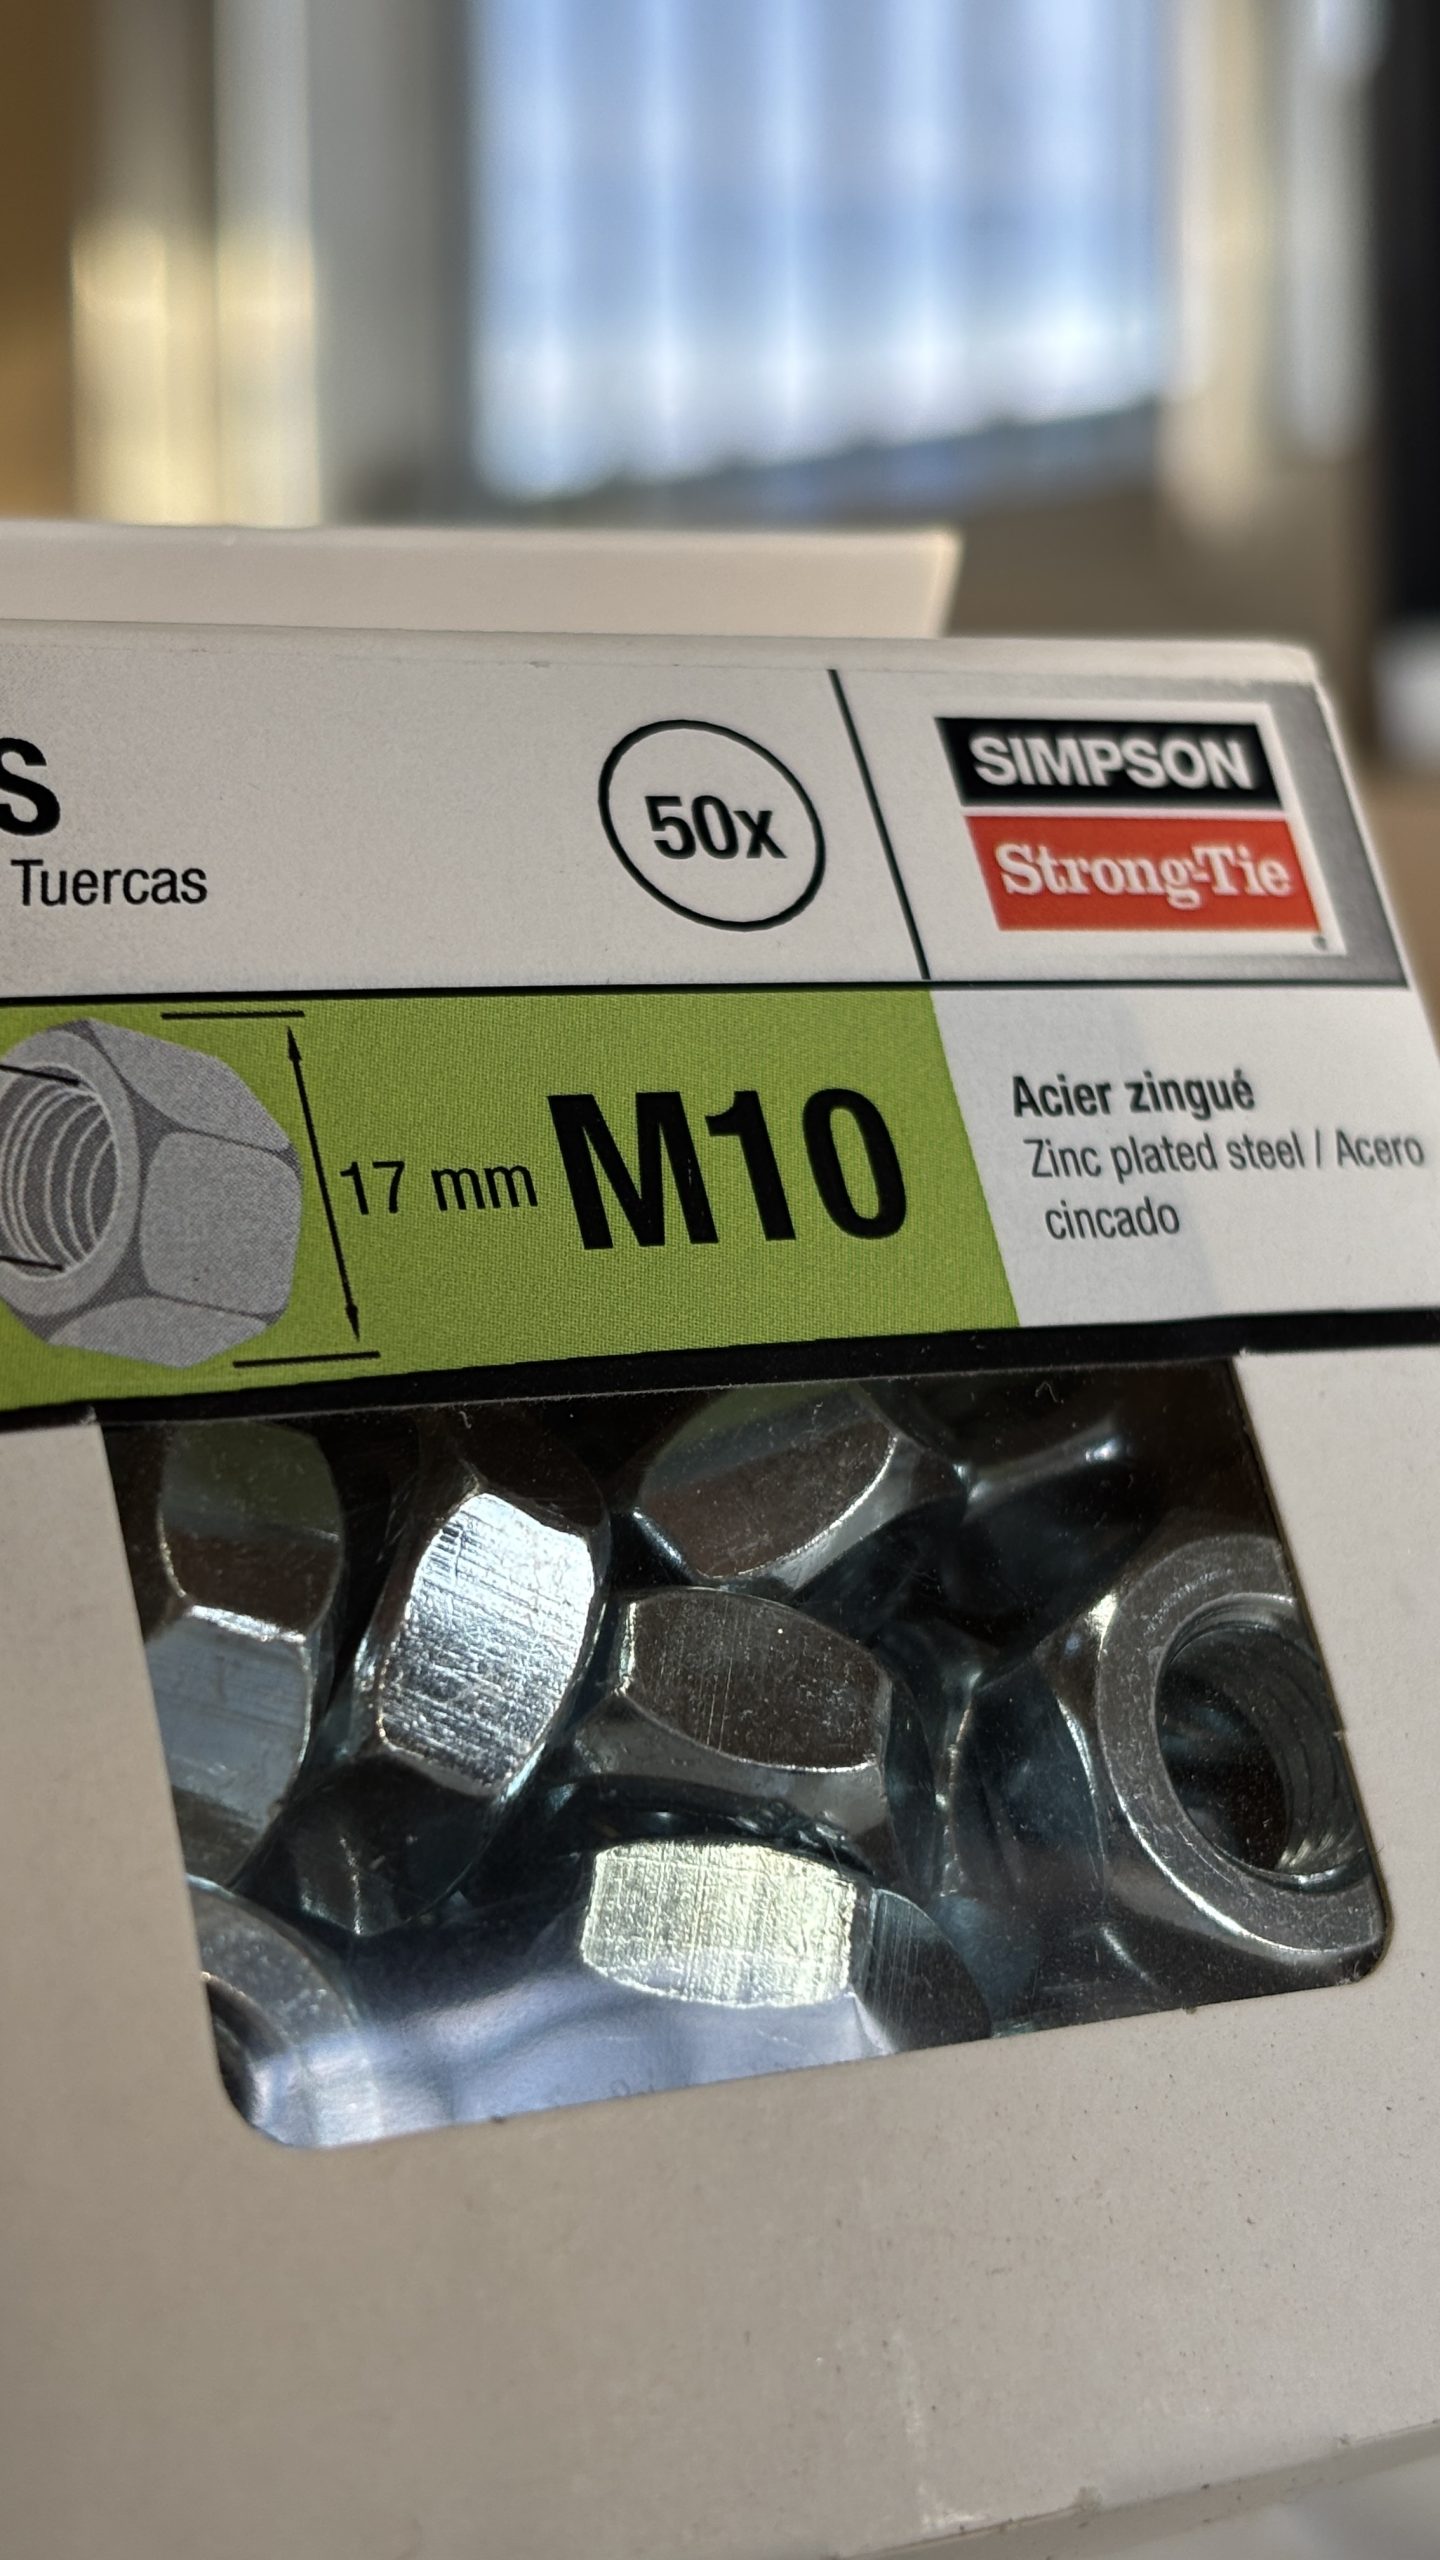 s
Tuercas
50x
SIMPSON
Strong-Tie
17 mm M10
Acier zingué
Zinc plated steel / Acero
cincado